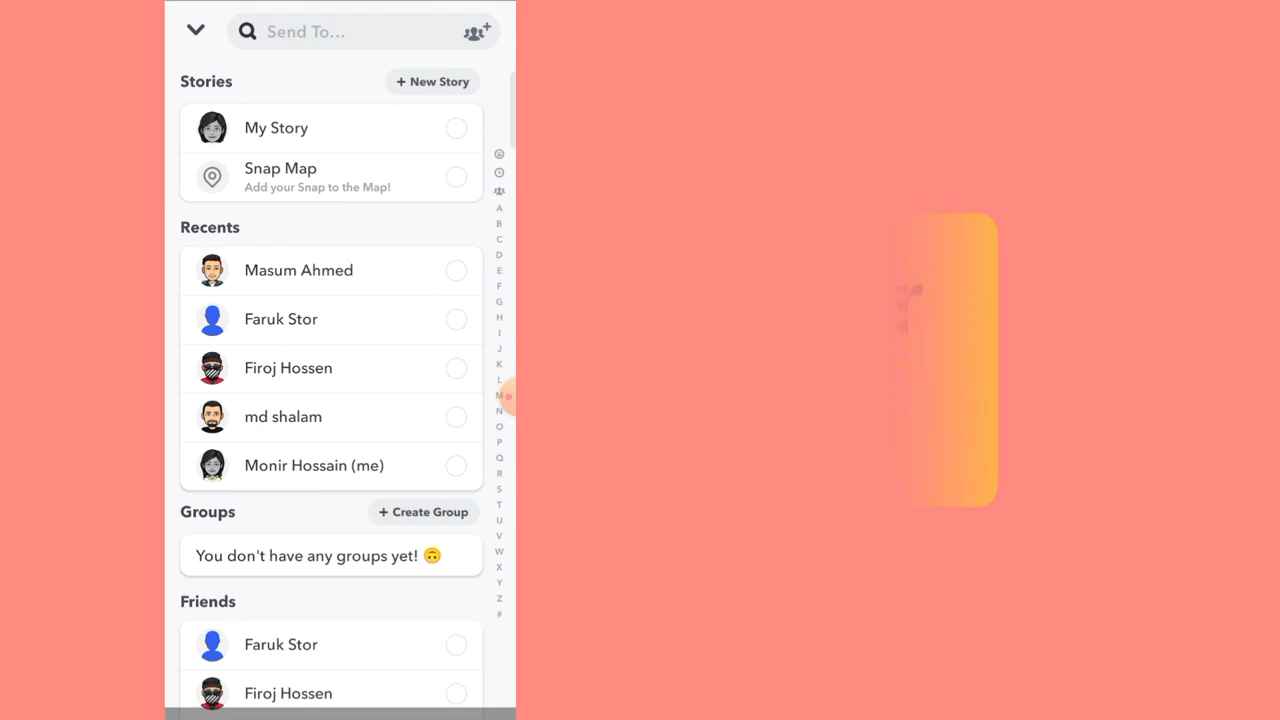 Send To...
Stories
+ New Story
My Story
Snap Map
Add your Snap to the Map!
Recents
Masum Ahmed
Faruk Stor
Firoj Hossen
md shalam
Monir Hossain (me)
Groups
+ Create Group
You don't have any groups yet! 🙃
Friends
Faruk Stor
Firoj Hossen
A
B
C
D
E
F
G
H
I
J
K
L
M
N
O
P
Q
R
S
T
U
V
W
X
Y
Z
#